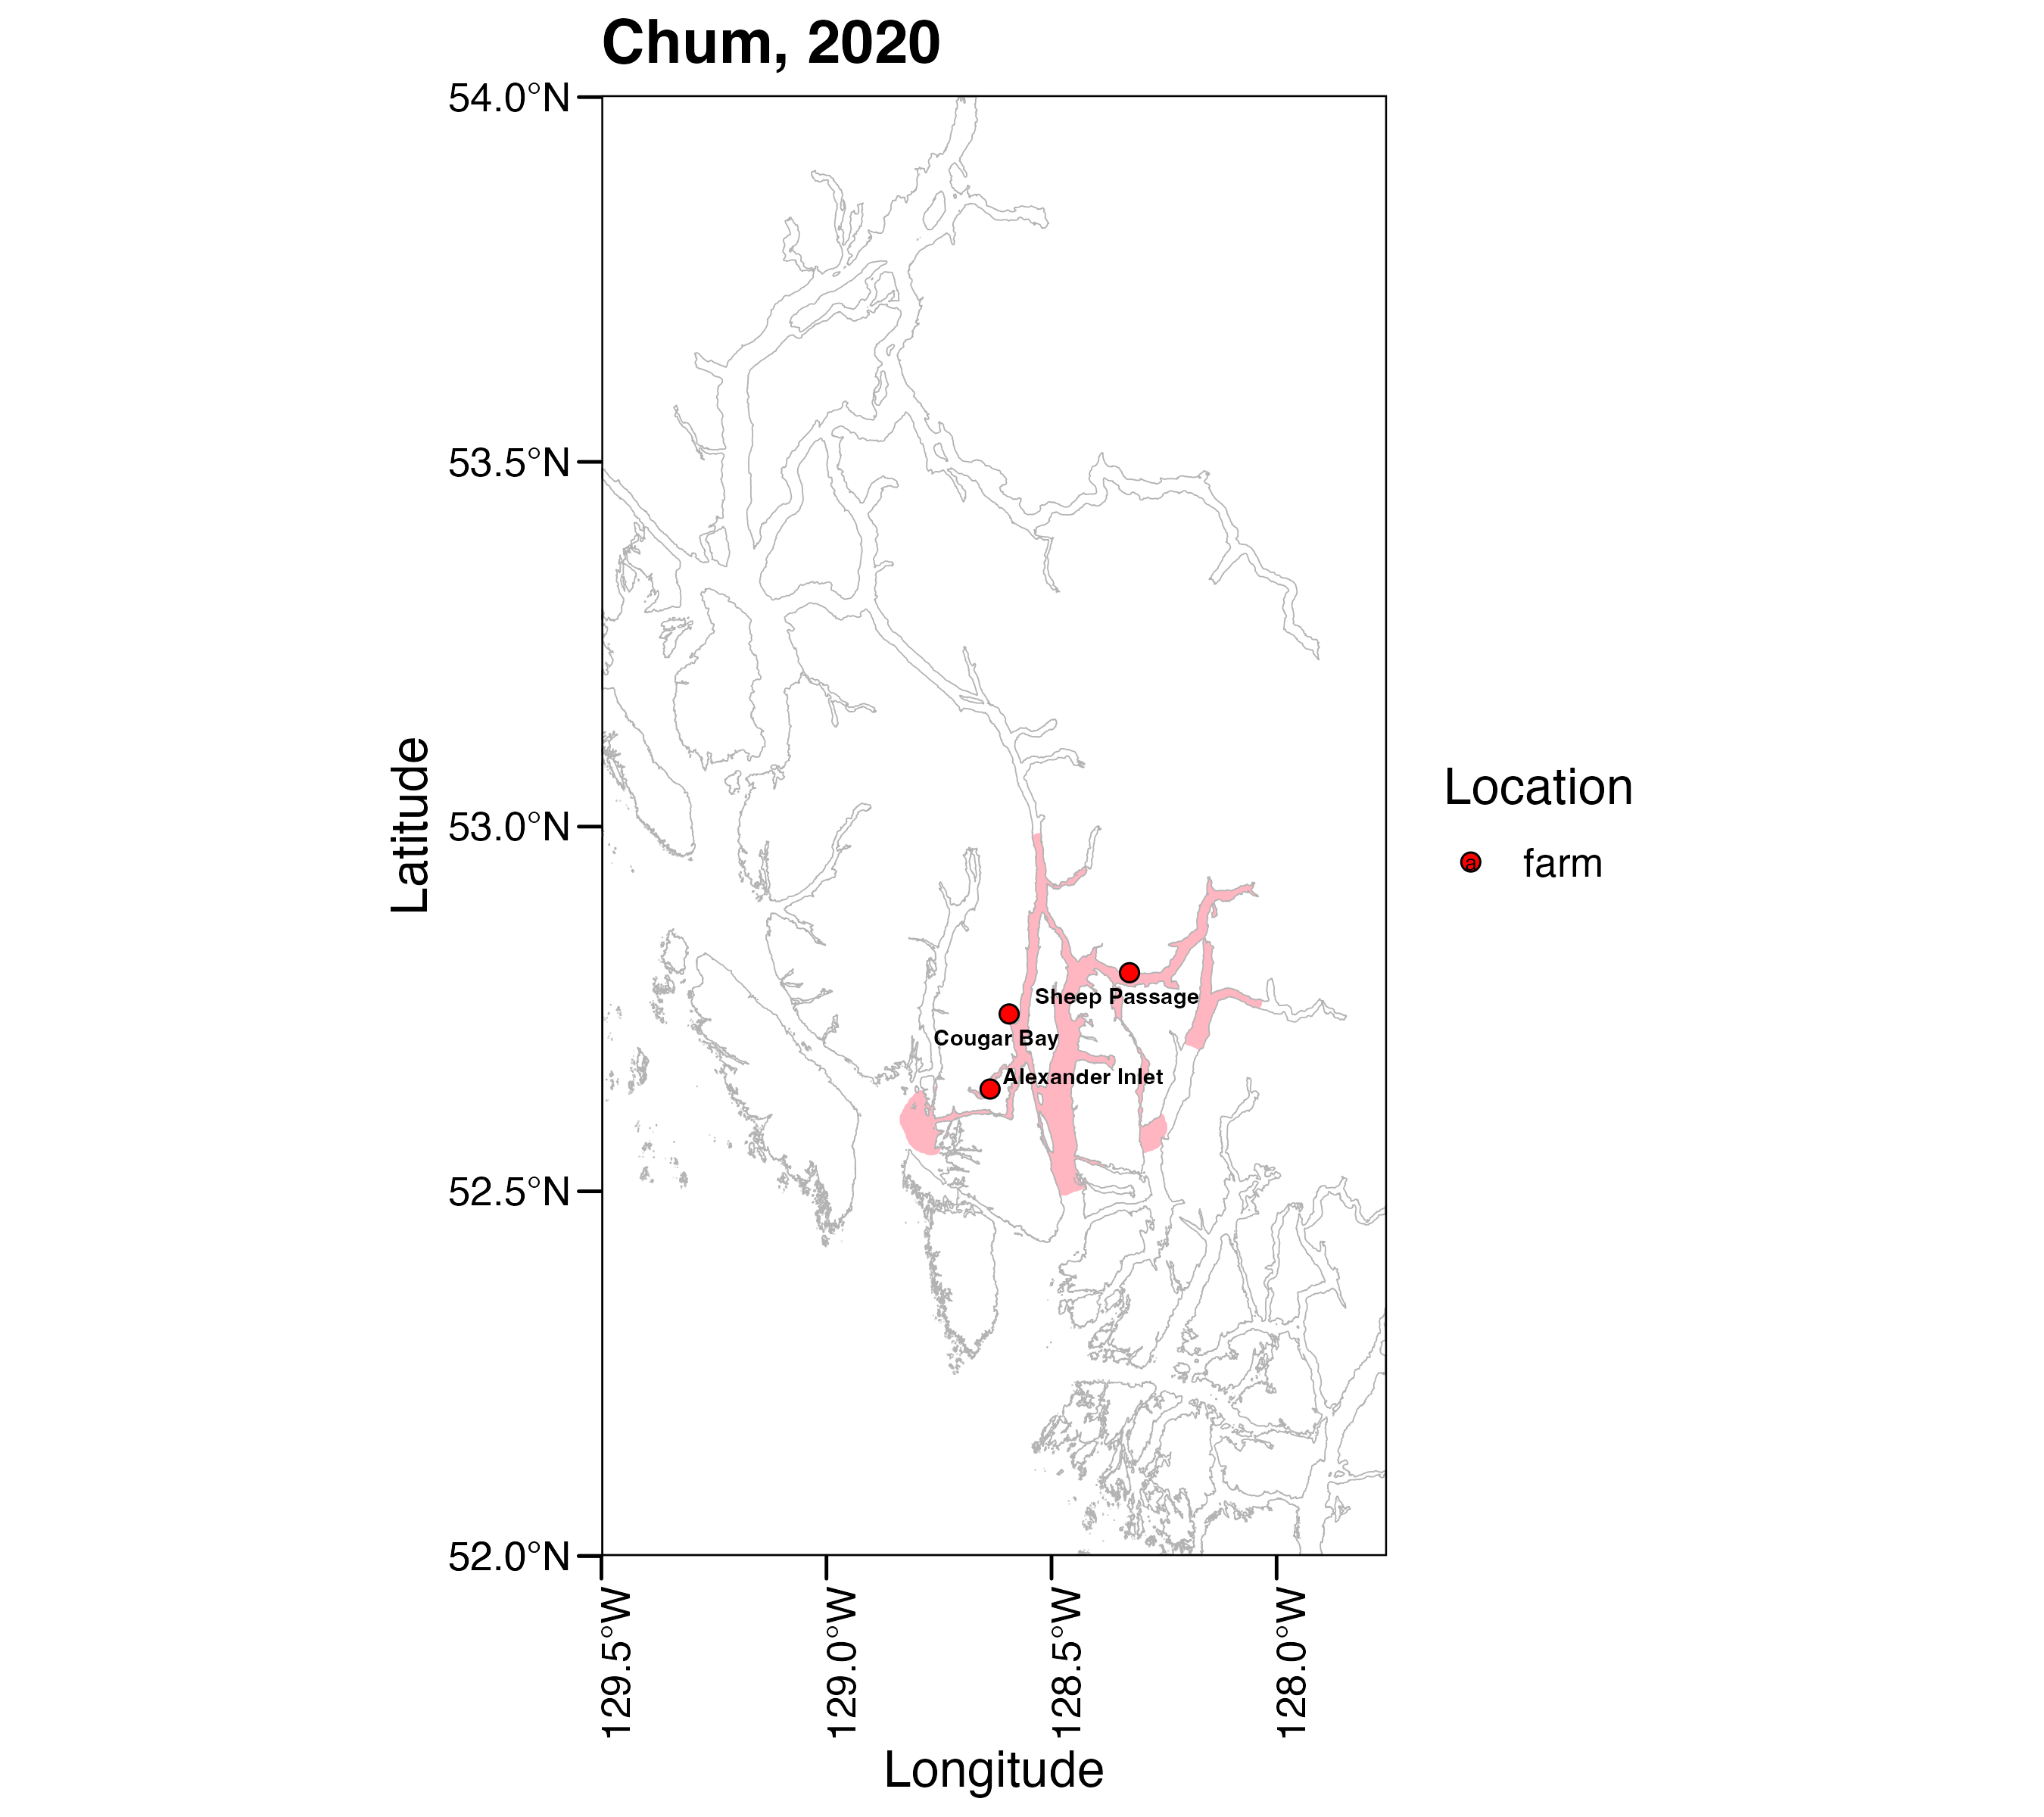 Chum, 2020
54.0°N
53.5°N
53.0°N
52.5°N
52.0°N
Latitude
Sheep Passage
Cougar Bay
Alexander Inlet
129.5°W
129.0°W
128.5°W
128.0°W
Longitude
Location
a farm